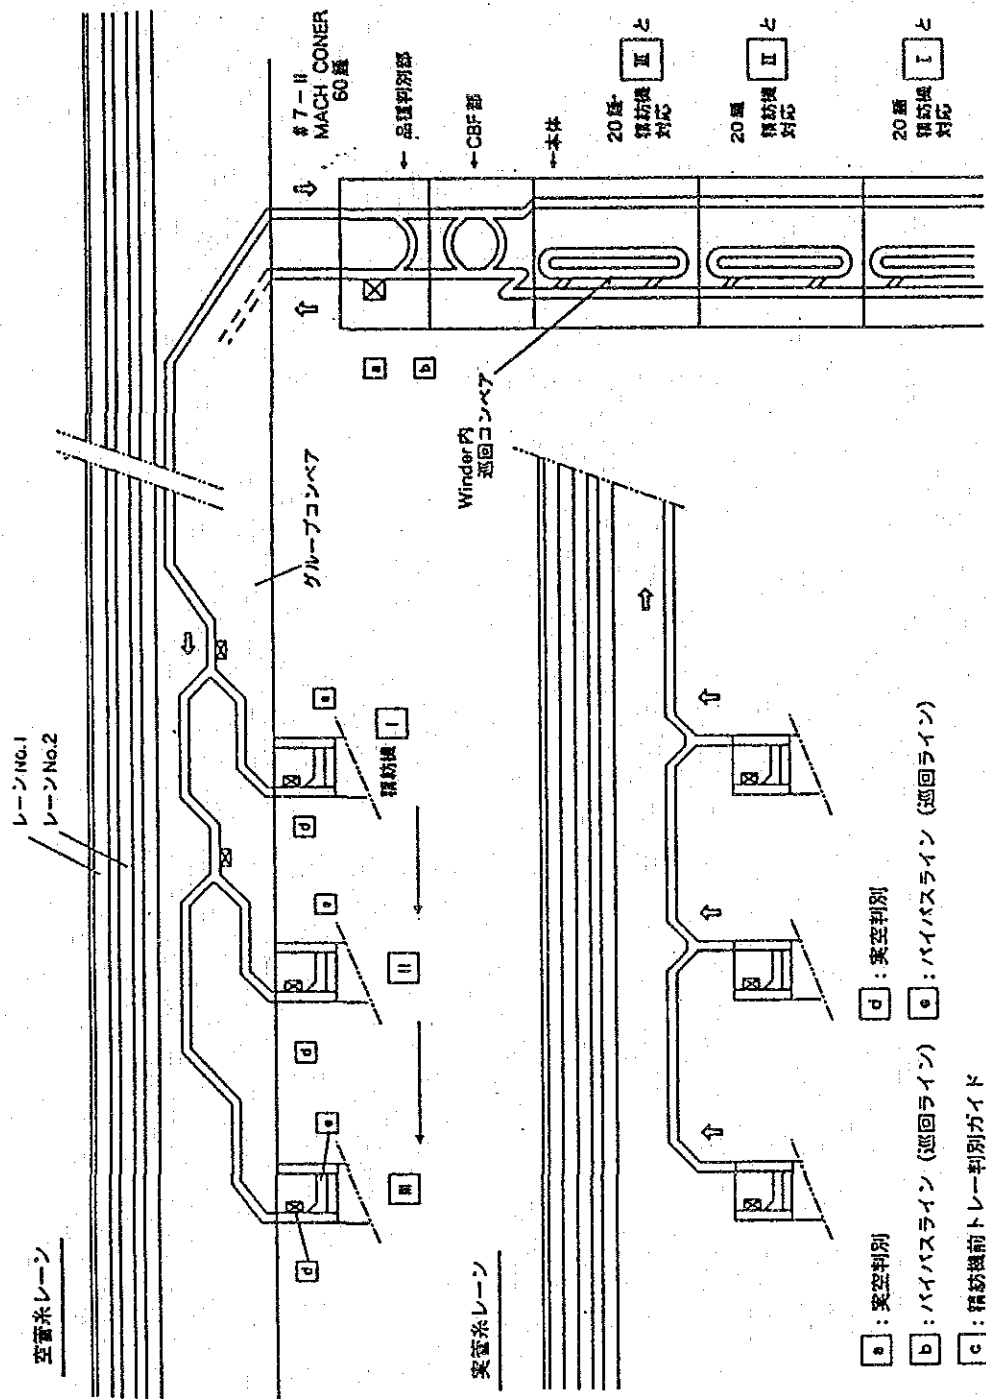 空管糸レーン
レーンNo.1
レーンNo.2
グループコンベア
#7-II
MACH CONER
60錘
←品種判別部
←CBF部
←本体
20錘
精紡機 III と
対応
20錘
精紡機 II と
対応
20錘
精紡機 I と
対応
a
b
Winder内
巡回コンベア
e
精紡機 I
d
e
II
d
e
III
d
実管糸レーン
a : 実空判別
b : バイパスライン (巡回ライン)
c : 精紡機前トレー判別ガイド
d : 実空判別
e : バイパスライン (巡回ライン)